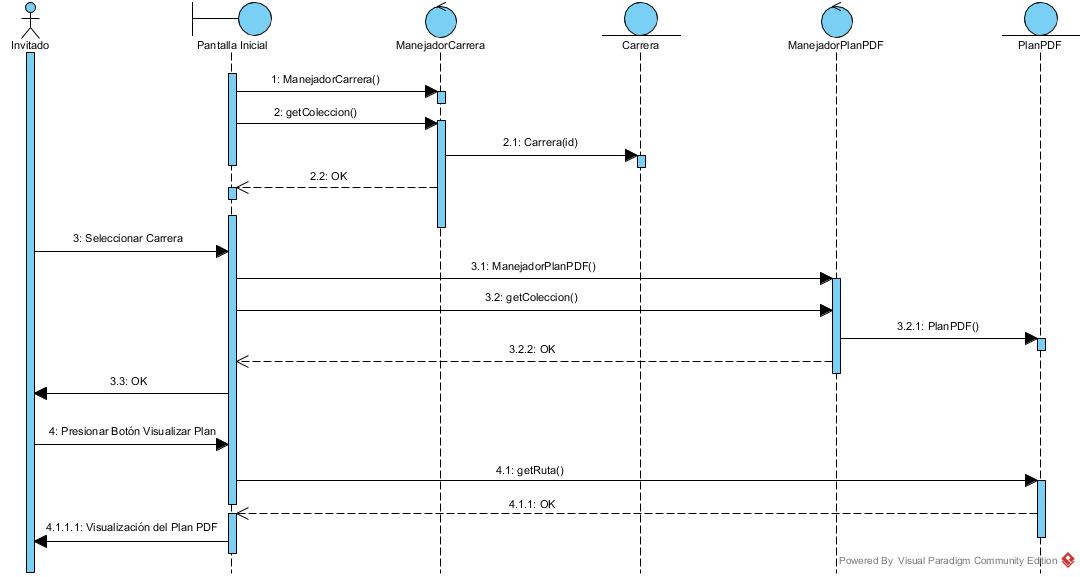 Invitado
Pantalla Inicial
ManejadorCarrera
Carrera
ManejadorPlanPDF
PlanPDF
1: ManejadorCarrera()
2: getColeccion()
2.1: Carrera(id)
2.2: OK
3: Seleccionar Carrera
3.1: ManejadorPlanPDF()
3.2: getColeccion()
3.2.1: PlanPDF()
3.2.2: OK
3.3: OK
4: Presionar Botón Visualizar Plan
4.1: getRuta()
4.1.1: OK
4.1.1.1: Visualización del Plan PDF
Powered By Visual Paradigm Community Edition